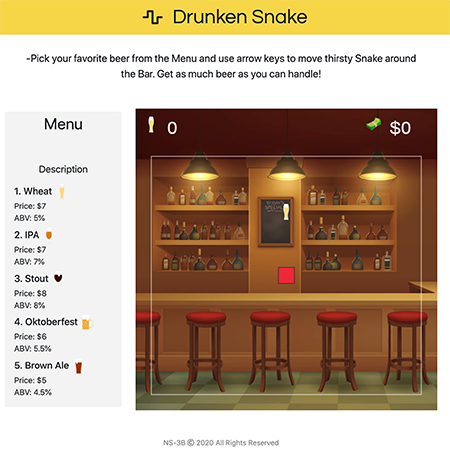 Drunken Snake
-Pick your favorite beer from the Menu and use arrow keys to move thirsty Snake around
the Bar. Get as much beer as you can handle!
Menu
Description
1. Wheat
Price: $7
ABV: 5%
2. IPA
Price: $7
ABV: 7%
3. Stout
Price: $8
ABV: 8%
4. Oktoberfest
Price: $6
ABV: 5.5%
5. Brown Ale
Price: $5
ABV: 4.5%
0
$0
NS-3B © 2020 All Rights Reserved